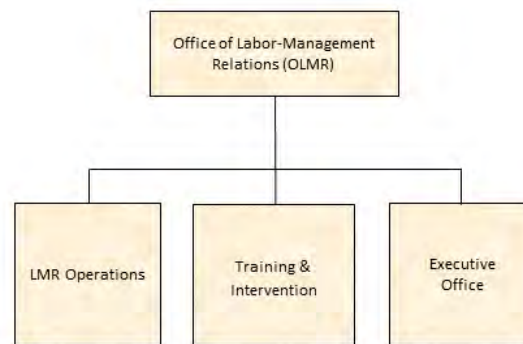 Office of Labor-Management
Relations (OLMR)
LMR Operations
Training &
Intervention
Executive
Office